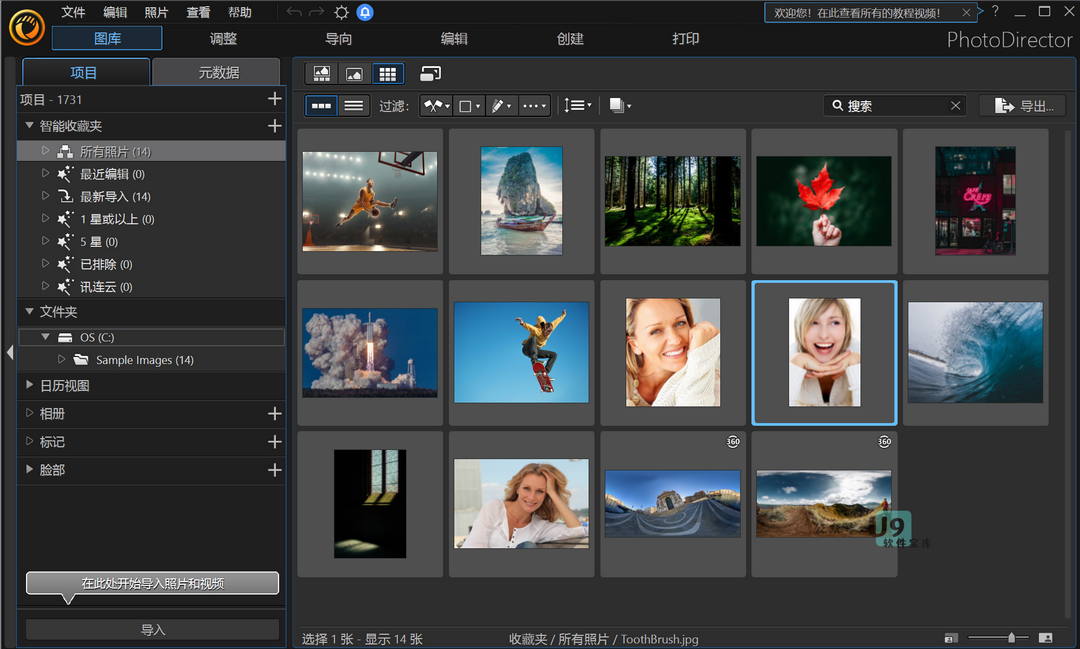 文件 编辑 照片 查看 帮助
欢迎您！在此查看所有的教程视频！
?
图库 调整 导向 编辑 创建 打印
PhotoDirector
项目 元数据
项目 - 1731
智能收藏夹
所有照片 (14)
最近编辑 (0)
最新导入 (14)
1 星或以上 (0)
5 星 (0)
已排除 (0)
讯连云 (0)
文件夹
OS (C:)
Sample Images (14)
日历视图
相册
标记
脸部
在此处开始导入照片和视频
导入
过滤:
搜索
导出...
CAFE
CREPE
360
360
J9
软件宝库
选择 1 张 - 显示 14 张
收藏夹 / 所有照片 / ToothBrush.jpg